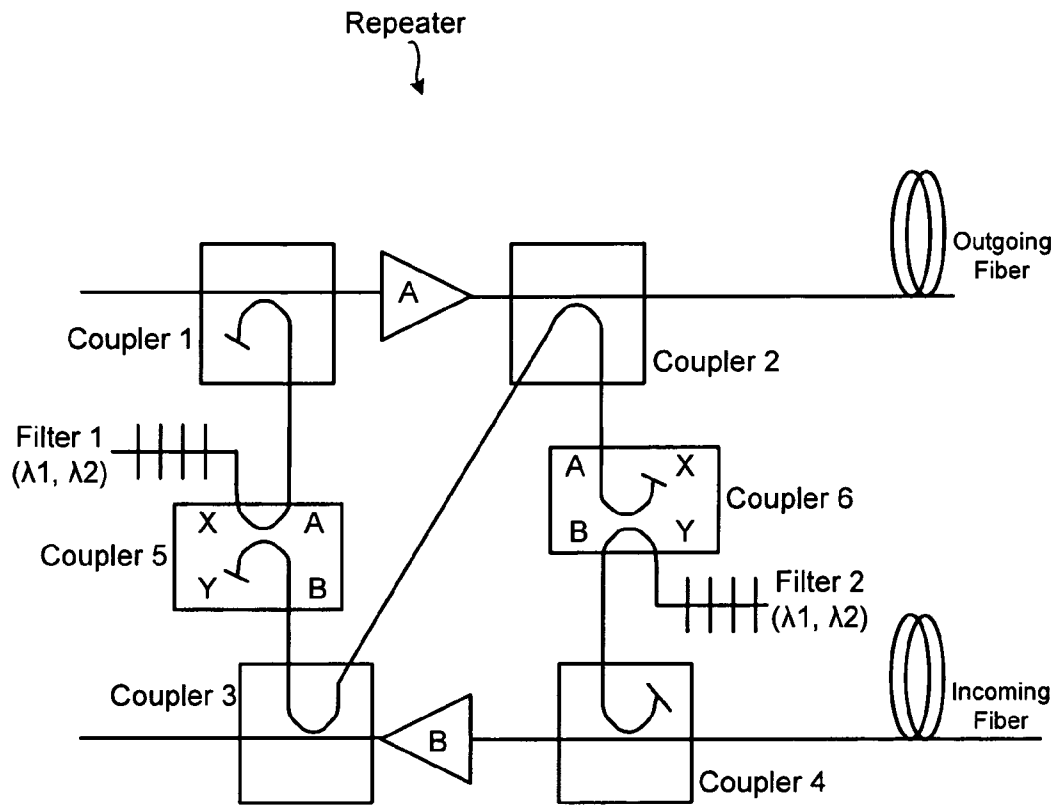 Repeater
Outgoing
Fiber
A
Coupler 1
Coupler 2
Filter 1
(λ1, λ2)
A
X
Coupler 6
B
Y
X
A
Coupler 5
Y
B
Filter 2
(λ1, λ2)
Coupler 3
B
Incoming
Fiber
Coupler 4